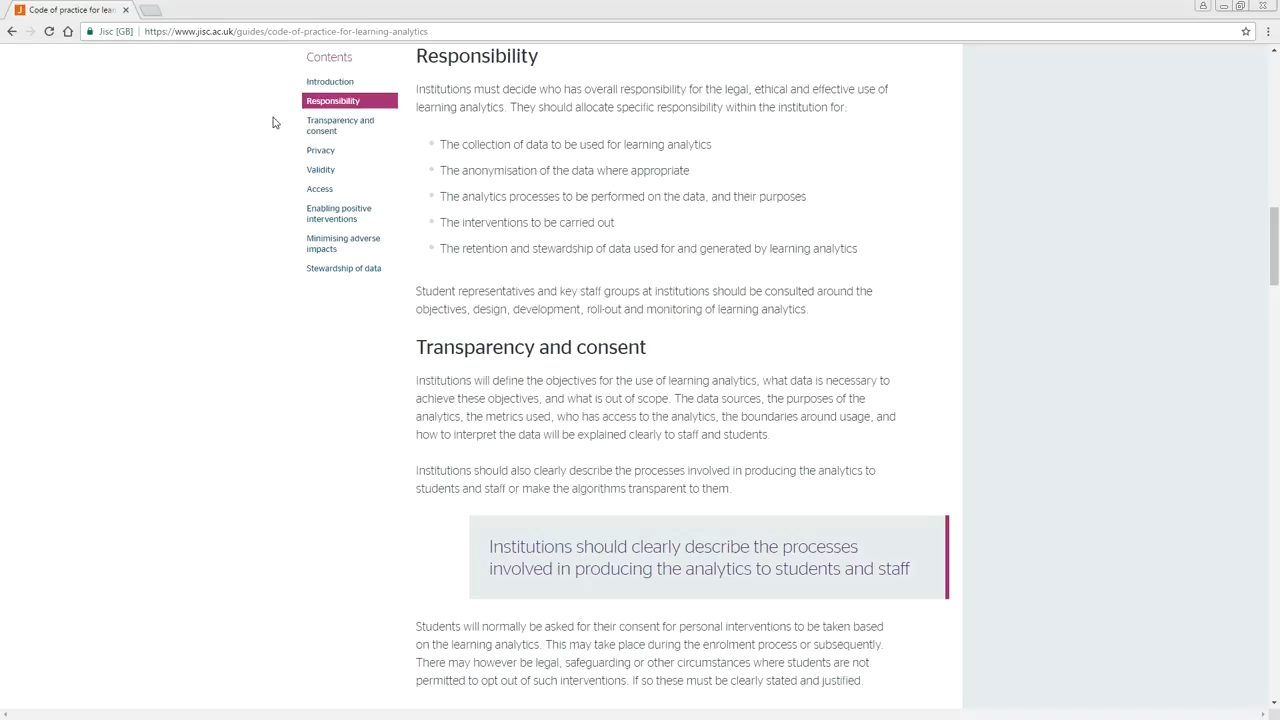 Code of practice for lear
Jisc [GB]
https://www.jisc.ac.uk/guides/code-of-practice-for-learning-analytics
Contents
Introduction
Responsibility
Transparency and
consent
Privacy
Validity
Access
Enabling positive
interventions
Minimising adverse
impacts
Stewardship of data
Responsibility
Institutions must decide who has overall responsibility for the legal, ethical and effective use of
learning analytics. They should allocate specific responsibility within the institution for:
The collection of data to be used for learning analytics
The anonymisation of the data where appropriate
The analytics processes to be performed on the data, and their purposes
The interventions to be carried out
The retention and stewardship of data used for and generated by learning analytics
Student representatives and key staff groups at institutions should be consulted around the
objectives, design, development, roll-out and monitoring of learning analytics.
Transparency and consent
Institutions will define the objectives for the use of learning analytics, what data is necessary to
achieve these objectives, and what is out of scope. The data sources, the purposes of the
analytics, the metrics used, who has access to the analytics, the boundaries around usage, and
how to interpret the data will be explained clearly to staff and students.
Institutions should also clearly describe the processes involved in producing the analytics to
students and staff or make the algorithms transparent to them.
Institutions should clearly describe the processes
involved in producing the analytics to students and staff
Students will normally be asked for their consent for personal interventions to be taken based
on the learning analytics. This may take place during the enrolment process or subsequently.
There may however be legal, safeguarding or other circumstances where students are not
permitted to opt out of such interventions. If so these must be clearly stated and justified.